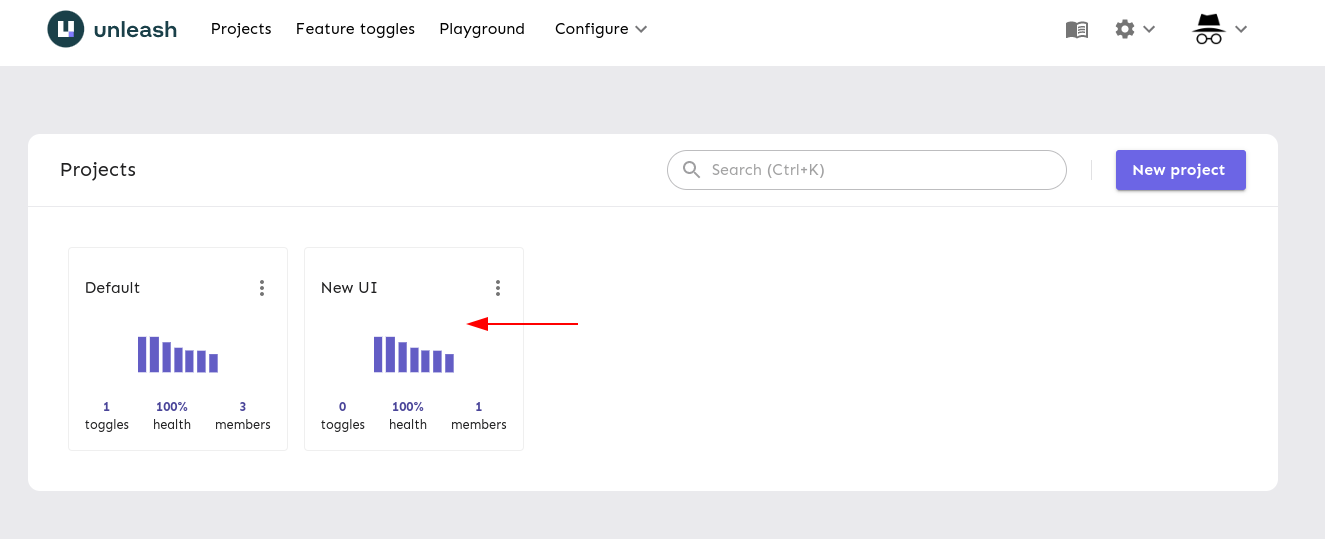 unleash Projects Feature toggles Playground Configure
Projects Search (Ctrl+K) New project
Default New UI
1 100% 3 0 100% 1
toggles health members toggles health members